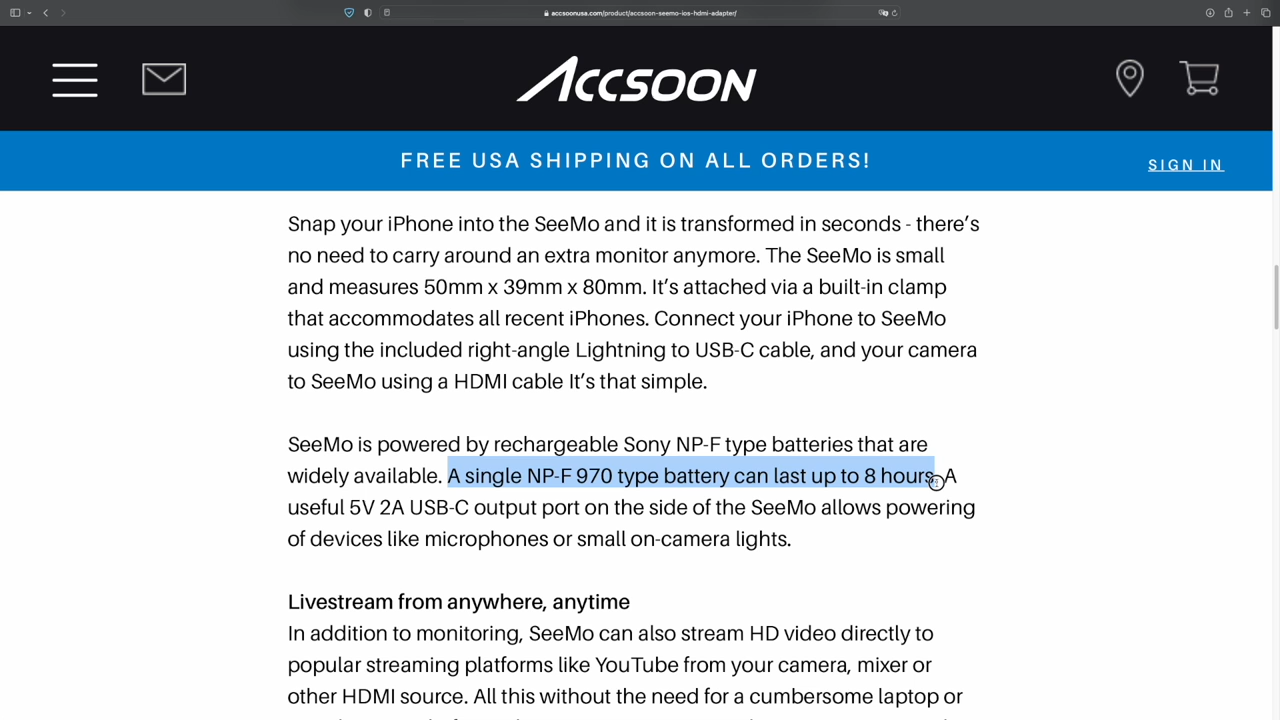 accsoonusa.com/product/accsoon-seemo-ios-hdmi-adapter/
ACCSOON
FREE USA SHIPPING ON ALL ORDERS!
SIGN IN
Snap your iPhone into the SeeMo and it is transformed in seconds - there's
no need to carry around an extra monitor anymore. The SeeMo is small
and measures 50mm x 39mm x 80mm. It's attached via a built-in clamp
that accommodates all recent iPhones. Connect your iPhone to SeeMo
using the included right-angle Lightning to USB-C cable, and your camera
to SeeMo using a HDMI cable It's that simple.
SeeMo is powered by rechargeable Sony NP-F type batteries that are
widely available. A single NP-F 970 type battery can last up to 8 hours. A
useful 5V 2A USB-C output port on the side of the SeeMo allows powering
of devices like microphones or small on-camera lights.
Livestream from anywhere, anytime
In addition to monitoring, SeeMo can also stream HD video directly to
popular streaming platforms like YouTube from your camera, mixer or
other HDMI source. All this without the need for a cumbersome laptop or